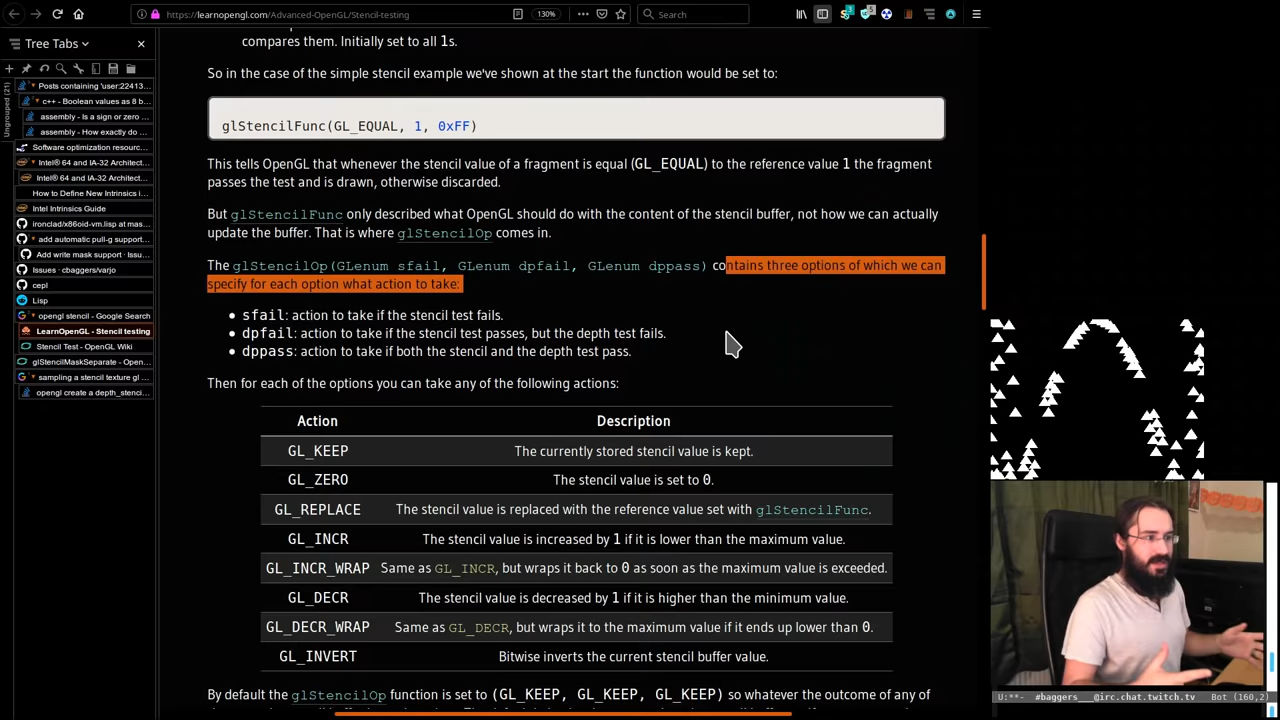 https://learnopengl.com/Advanced-OpenGL/Stencil-testing
130%
Search
Tree Tabs
Ungrouped (21)
Posts containing 'user:22413...
c++ - Boolean values as 8 b...
assembly - Is a sign or zero ...
assembly - How exactly do ...
Software optimization resourc...
Intel® 64 and IA-32 Architect...
Intel® 64 and IA-32 Architect...
How to Define New Intrinsics i...
Intel Intrinsics Guide
ironclad/x86oid-vm.lisp at mas...
add automatic pull-g support...
Add write mask support · Issu...
Issues · cbaggers/varjo
cepl
Lisp
opengl stencil - Google Search
LearnOpenGL - Stencil testing
Stencil Test - OpenGL Wiki
glStencilMaskSeparate - OpenGL...
sampling a stencil texture gl ...
opengl create a depth_stenci...
compares them. Initially set to all 1s.
So in the case of the simple stencil example we've shown at the start the function would be set to:
glStencilFunc(GL_EQUAL, 1, 0xFF)
This tells OpenGL that whenever the stencil value of a fragment is equal (GL_EQUAL) to the reference value 1 the fragment
passes the test and is drawn, otherwise discarded.
But glStencilFunc only described what OpenGL should do with the content of the stencil buffer, not how we can actually
update the buffer. That is where glStencilOp comes in.
The glStencilOp(GLenum sfail, GLenum dpfail, GLenum dppass) contains three options of which we can
specify for each option what action to take:
• sfail: action to take if the stencil test fails.
• dpfail: action to take if the stencil test passes, but the depth test fails.
• dppass: action to take if both the stencil and the depth test pass.
Then for each of the options you can take any of the following actions:
Action Description
GL_KEEP The currently stored stencil value is kept.
GL_ZERO The stencil value is set to 0.
GL_REPLACE The stencil value is replaced with the reference value set with glStencilFunc.
GL_INCR The stencil value is increased by 1 if it is lower than the maximum value.
GL_INCR_WRAP Same as GL_INCR, but wraps it back to 0 as soon as the maximum value is exceeded.
GL_DECR The stencil value is decreased by 1 if it is higher than the minimum value.
GL_DECR_WRAP Same as GL_DECR, but wraps it to the maximum value if it ends up lower than 0.
GL_INVERT Bitwise inverts the current stencil buffer value.
By default the glStencilOp function is set to (GL_KEEP, GL_KEEP, GL_KEEP) so whatever the outcome of any of
U:**- #baggers __@irc.chat.twitch.tv Bot (160,2)